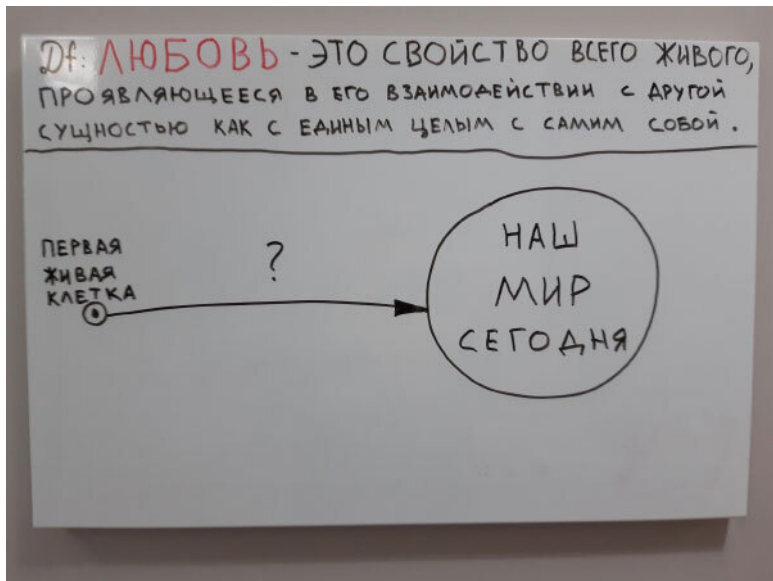 Df: ЛЮБОВЬ - ЭТО СВОЙСТВО ВСЕГО ЖИВОГО,
ПРОЯВЛЯЮЩЕЕСЯ В ЕГО ВЗАИМОДЕЙСТВИИ С ДРУГОЙ
СУЩНОСТЬЮ КАК С ЕДИНЫМ ЦЕЛЫМ С САМИМ СОБОЙ.
ПЕРВАЯ
ЖИВАЯ
КЛЕТКА
?
НАШ
МИР
СЕГОДНЯ